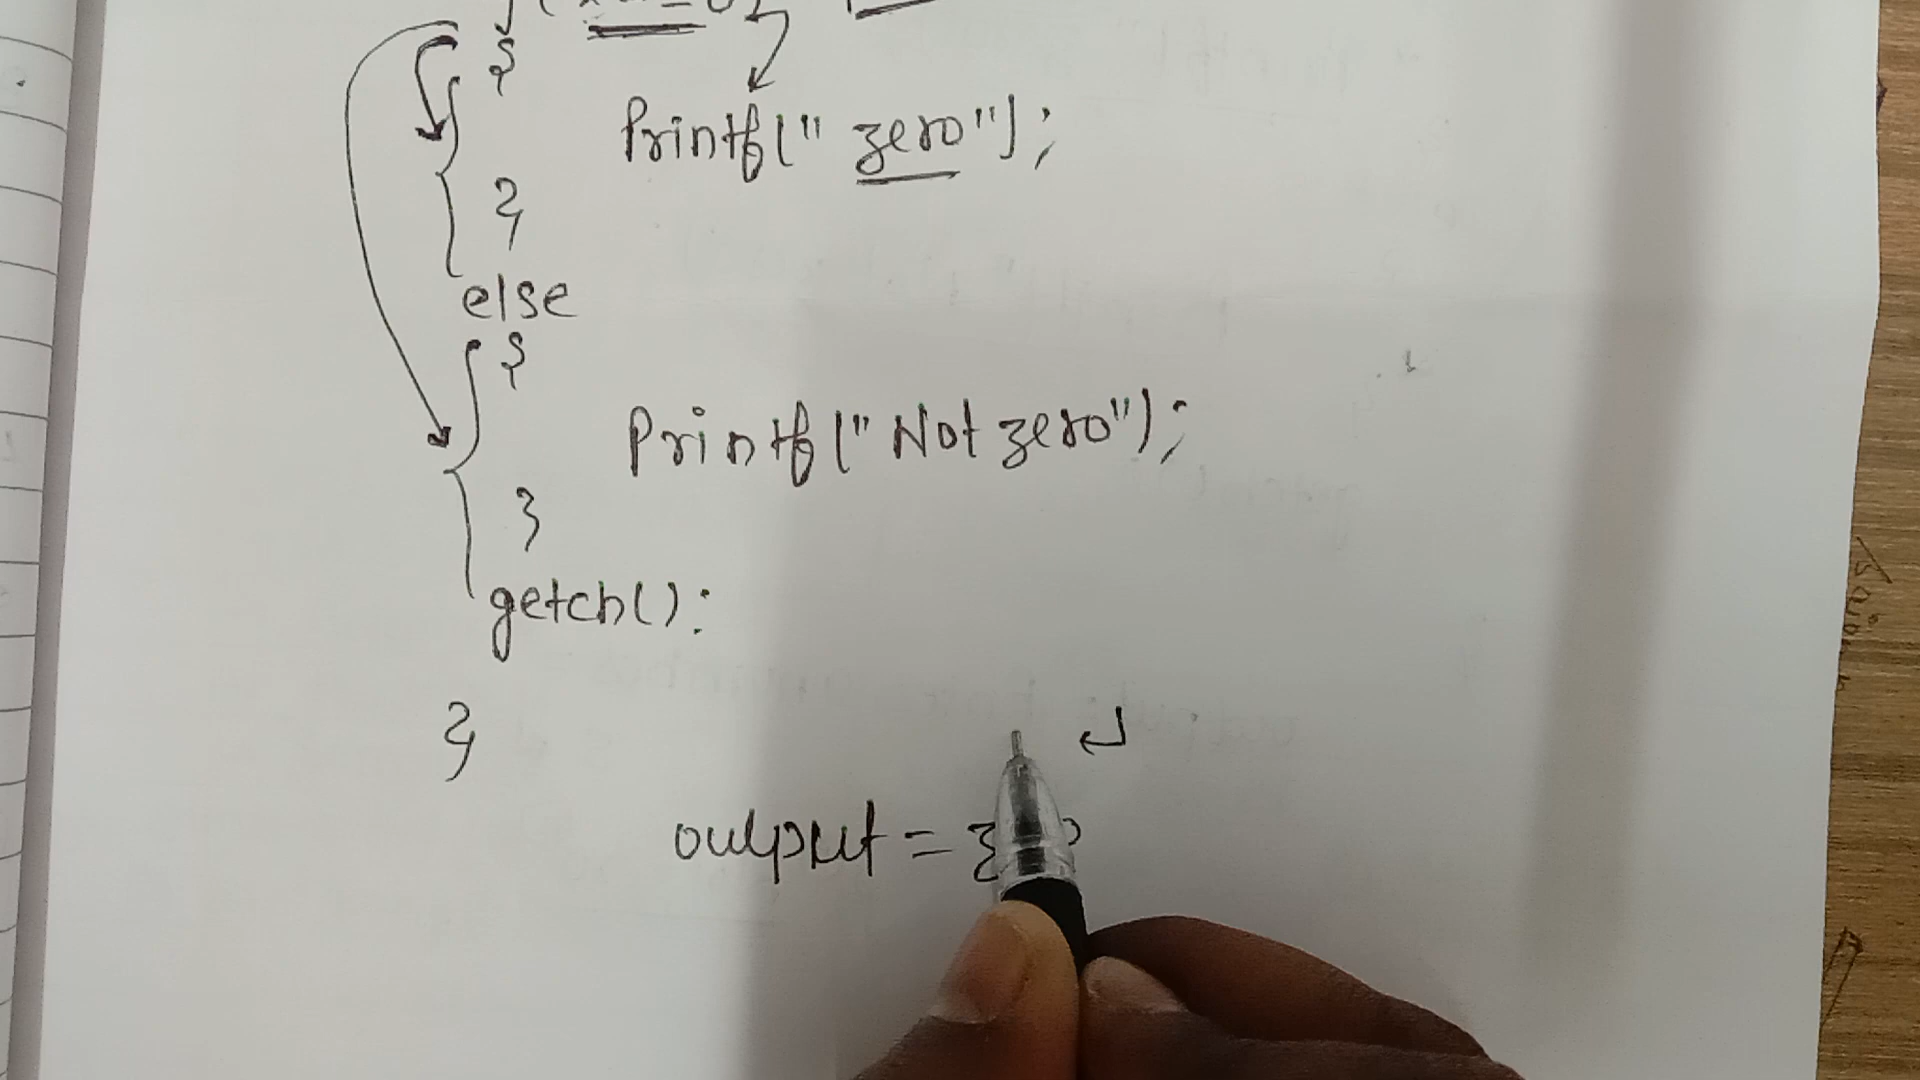 {
Printf(" zero");
}
else
{
Printf("Not zero");
}
getch():
}
output =